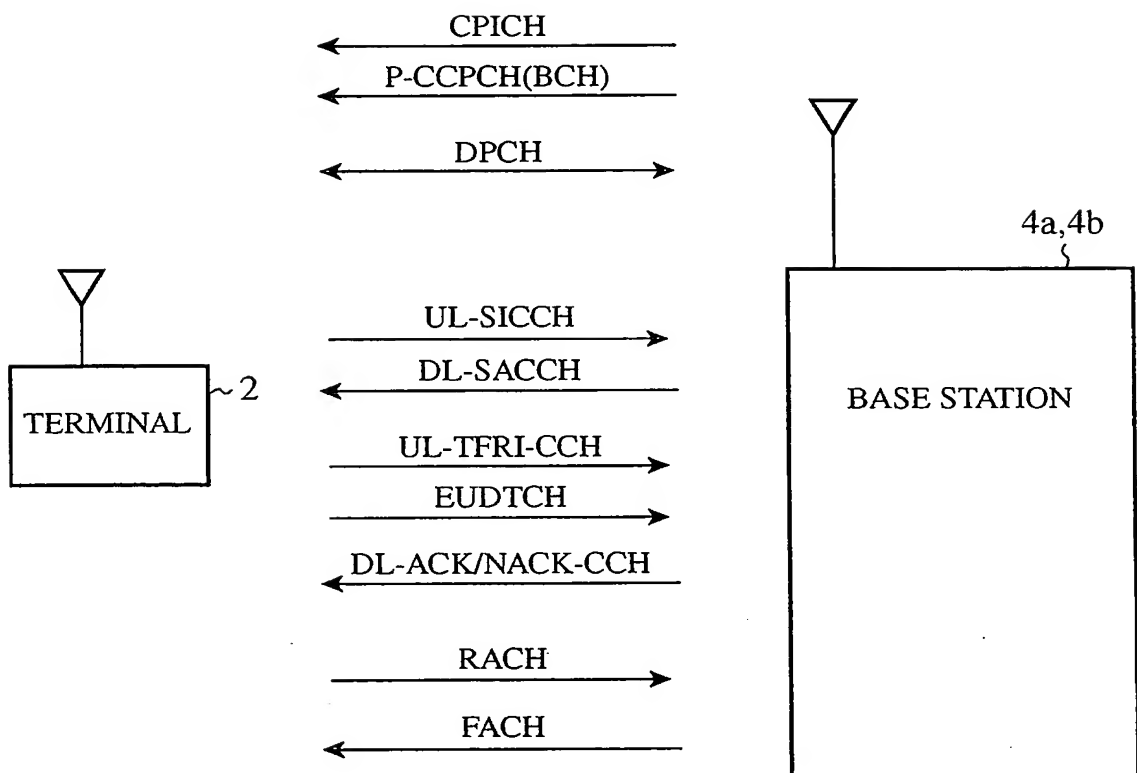 CPICH
P-CCPCH(BCH)
DPCH
4a,4b
UL-SICCH
DL-SACCH
2
TERMINAL
BASE STATION
UL-TFRI-CCH
EUDTCH
DL-ACK/NACK-CCH
RACH
FACH